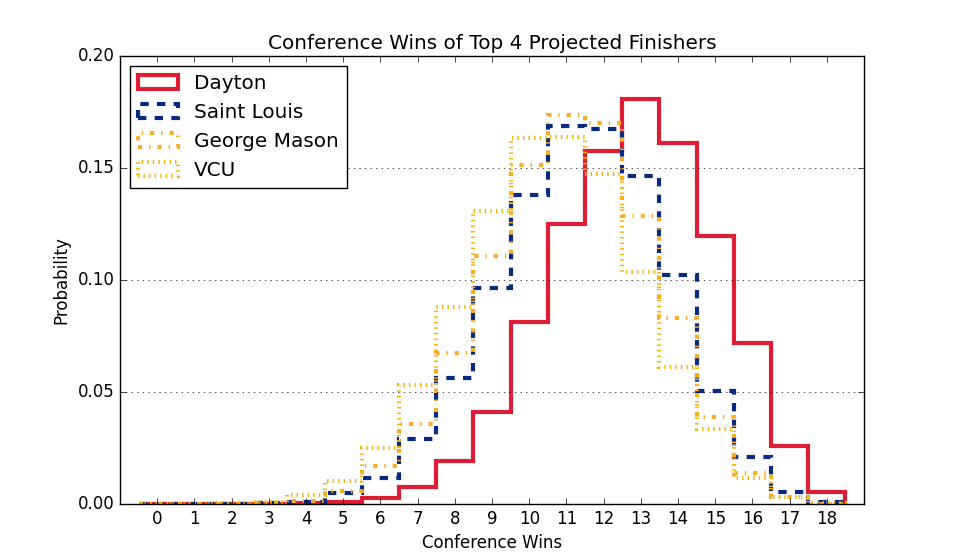 Conference Wins of Top 4 Projected Finishers
0.20
Dayton
Saint Louis
George Mason
VCU
0.15
0.10
0.05
0.00
Probability
0 1 2 3 4 5 6 7 8 9 10 11 12 13 14 15 16 17 18
Conference Wins